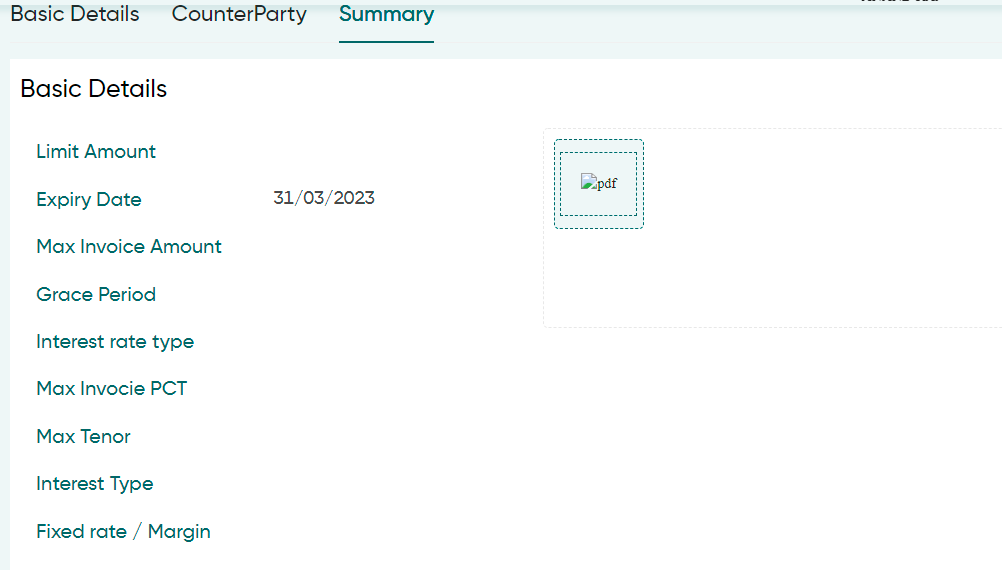 Basic Details CounterParty Summary
Basic Details
Limit Amount
Expiry Date 31/03/2023
Max Invoice Amount
Grace Period
Interest rate type
Max Invocie PCT
Max Tenor
Interest Type
Fixed rate / Margin
pdf